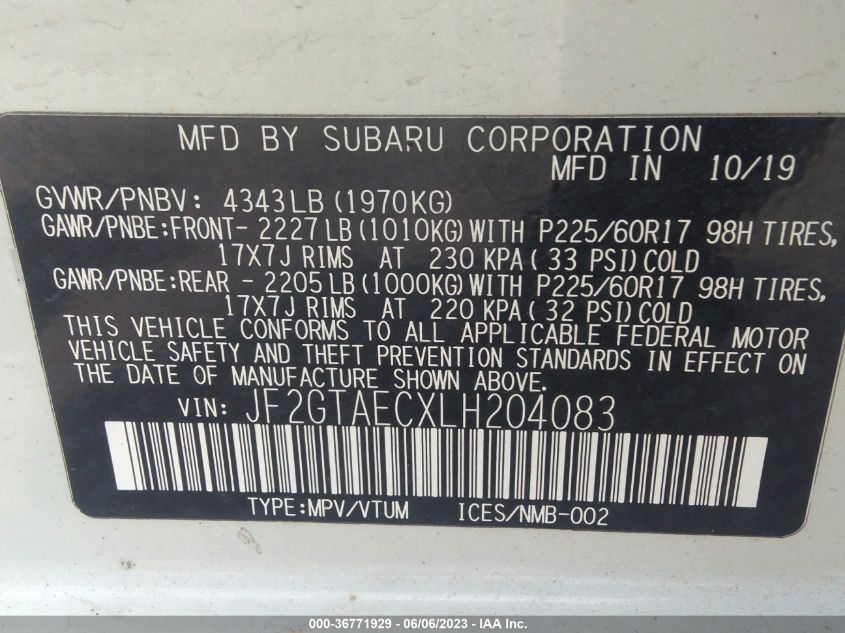 MFD BY SUBARU CORPORATION
MFD IN 10/19
GVWR/PNBV: 4343LB (1970KG)
GAWR/PNBE:FRONT- 2227LB (1010KG) WITH P225/60R17 98H TIRES,
17X7J RIMS AT 230 KPA( 33 PSI) COLD
GAWR/PNBE:REAR - 2205LB (1000KG) WITH P225/60R17 98H TIRES,
17X7J RIMS AT 220 KPA( 32 PSI) COLD
THIS VEHICLE CONFORMS TO ALL APPLICABLE FEDERAL MOTOR
VEHICLE SAFETY AND THEFT PREVENTION STANDARDS IN EFFECT ON
THE DATE OF MANUFACTURE SHOWN ABOVE.
VIN: JF2GTAECXLH204083
TYPE:MPV/VTUM ICES/NMB-002
000-36771929 - 06/06/2023 - IAA Inc.